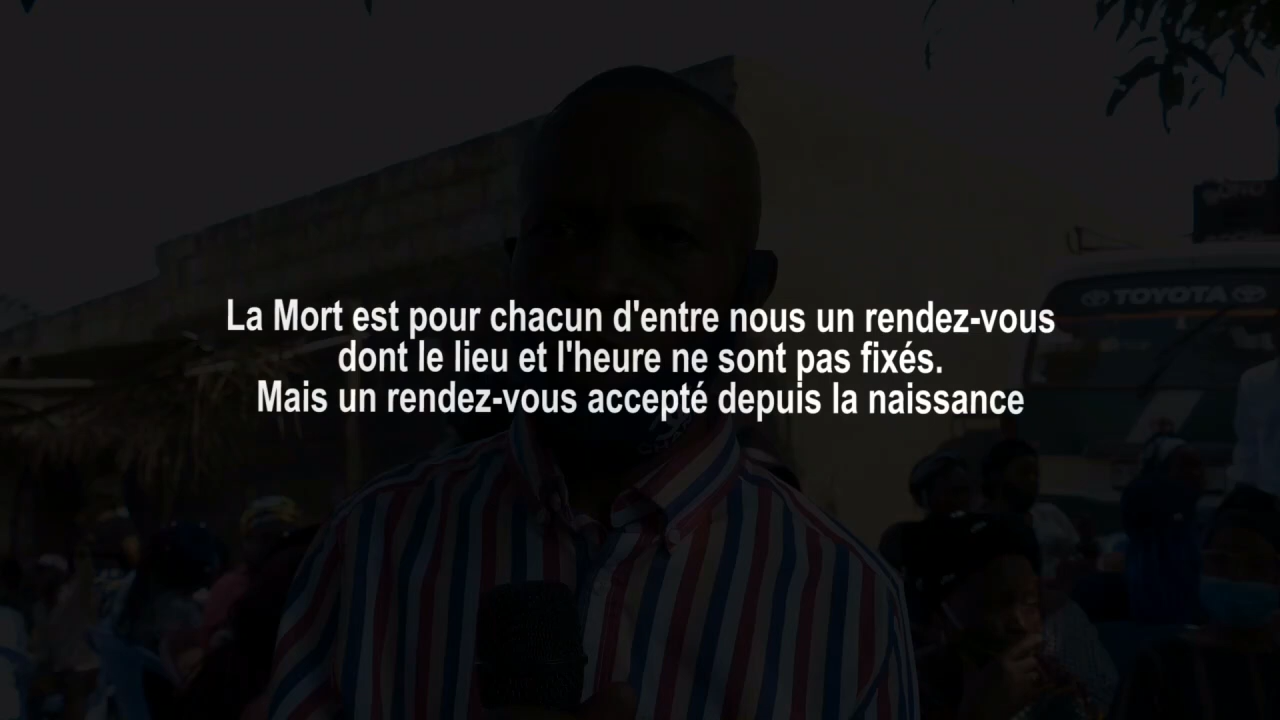 La Mort est pour chacun d'entre nous un rendez-vous
dont le lieu et l'heure ne sont pas fixés.
Mais un rendez-vous accepté depuis la naissance
TOYOTA